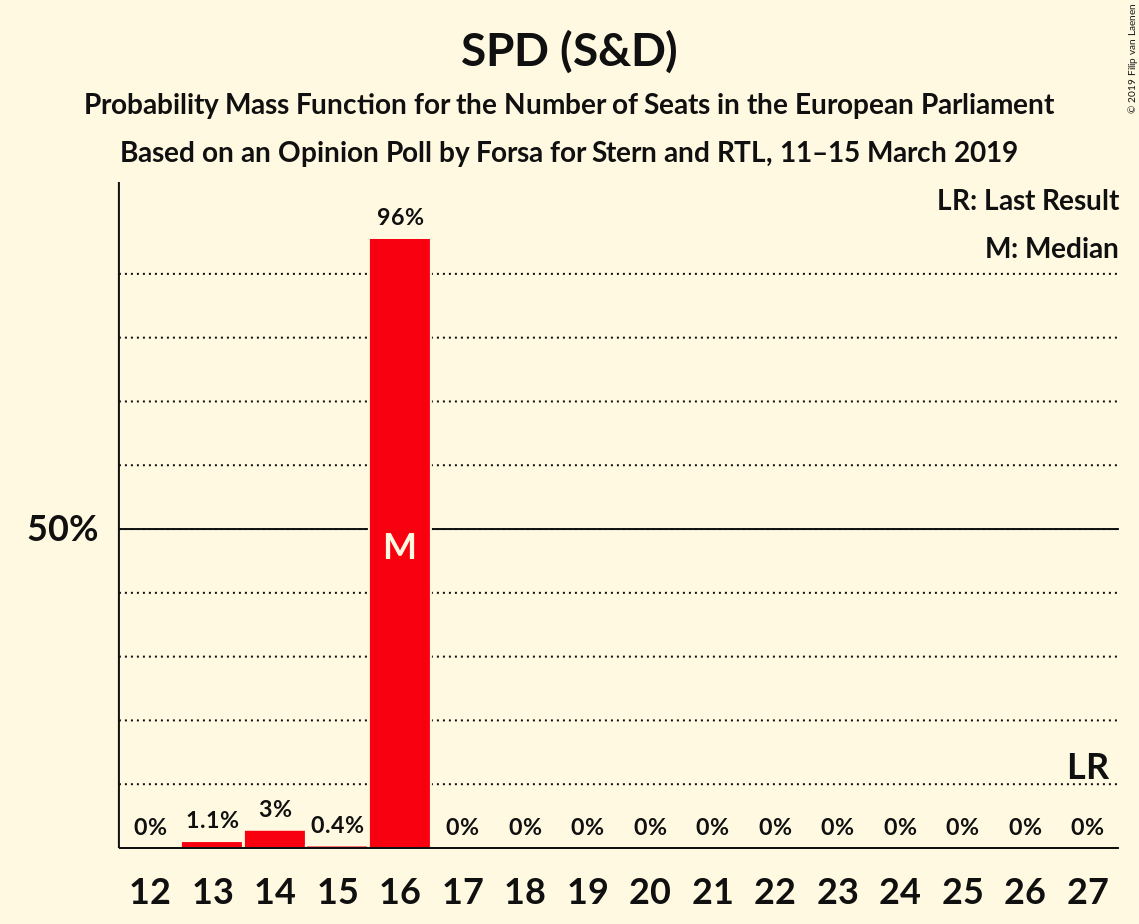 SPD (S&D)
Probability Mass Function for the Number of Seats in the European Parliament
Based on an Opinion Poll by Forsa for Stern and RTL, 11–15 March 2019
© 2019 Filip van Laenen
LR: Last Result
M: Median
96%
50%
M
LR
0% 1.1% 3% 0.4% 0% 0% 0% 0% 0% 0% 0% 0% 0% 0% 0%
12 13 14 15 16 17 18 19 20 21 22 23 24 25 26 27